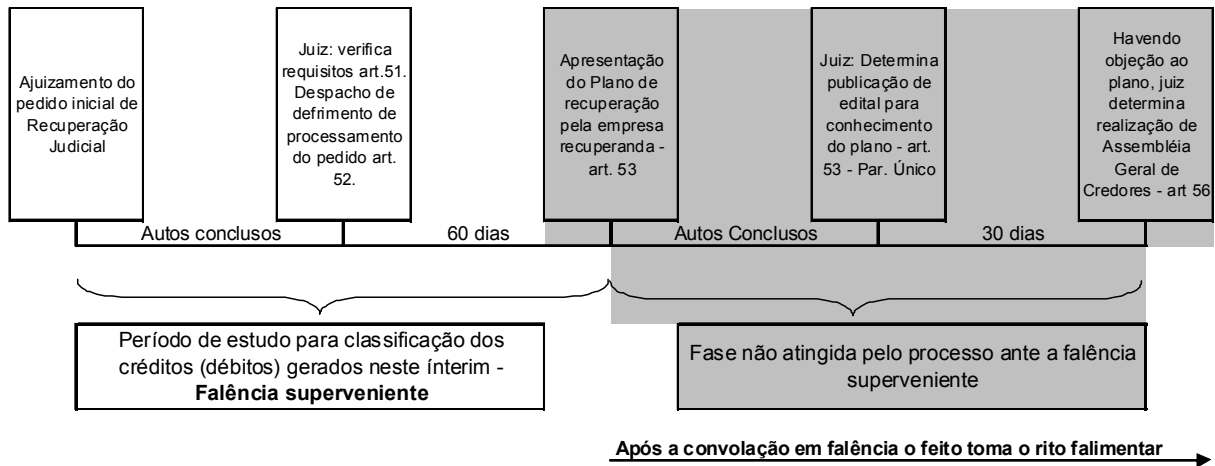 Ajuizamento do
pedido inicial de
Recuperação
Judicial
Juiz: verifica
requisitos art.51.
Despacho de
defrimento de
processamento
do pedido art.
52.
Apresentação
do Plano de
recuperação
pela empresa
recuperanda -
art. 53
Juiz: Determina
publicação de
edital para
conhecimento
do plano - art.
53 - Par. Único
Havendo
objeção ao
plano, juiz
determina
realização de
Assembléia
Geral de
Credores - art 56
Autos conclusos
60 dias
Autos Conclusos
30 dias
Período de estudo para classificação dos
créditos (débitos) gerados neste ínterim -
Falência superveniente
Fase não atingida pelo processo ante a falência
superveniente
Após a convolação em falência o feito toma o rito falimentar